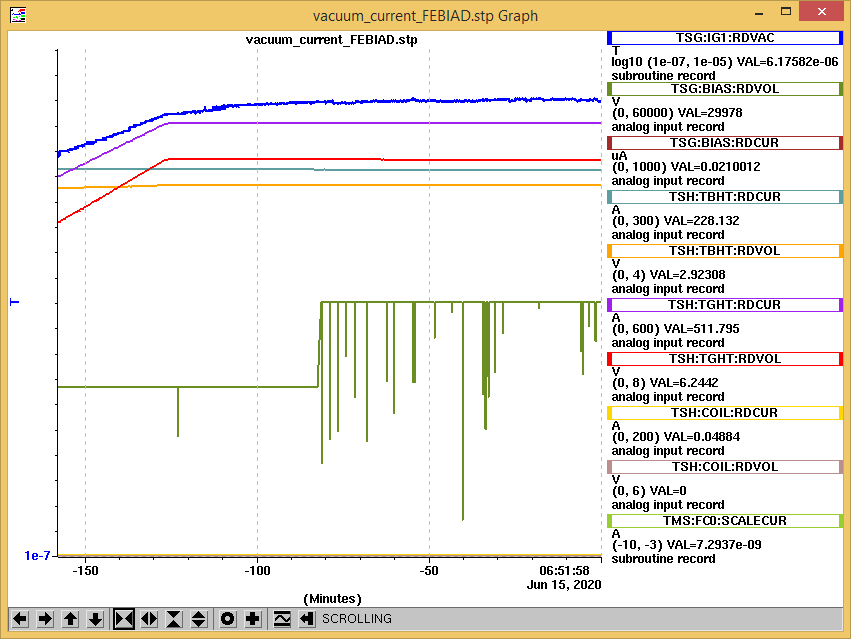 vacuum_current_FEBIAD.stp Graph
vacuum_current_FEBIAD.stp
T
1e-7
-150
-100
-50
06:51:58
Jun 15, 2020
(Minutes)
TSG:IG1:RDVAC
T
log10 (1e-07, 1e-05) VAL=6.17582e-06
subroutine record
TSG:BIAS:RDVOL
V
(0, 60000) VAL=29978
analog input record
TSG:BIAS:RDCUR
uA
(0, 1000) VAL=0.0210012
analog input record
TSH:TBHT:RDCUR
A
(0, 300) VAL=228.132
analog input record
TSH:TBHT:RDVOL
V
(0, 4) VAL=2.92308
analog input record
TSH:TGHT:RDCUR
A
(0, 600) VAL=511.795
analog input record
TSH:TGHT:RDVOL
V
(0, 8) VAL=6.2442
analog input record
TSH:COIL:RDCUR
A
(0, 200) VAL=0.04884
analog input record
TSH:COIL:RDVOL
V
(0, 6) VAL=0
analog input record
TMS:FC0:SCALECUR
A
(-10, -3) VAL=7.2937e-09
subroutine record
SCROLLING